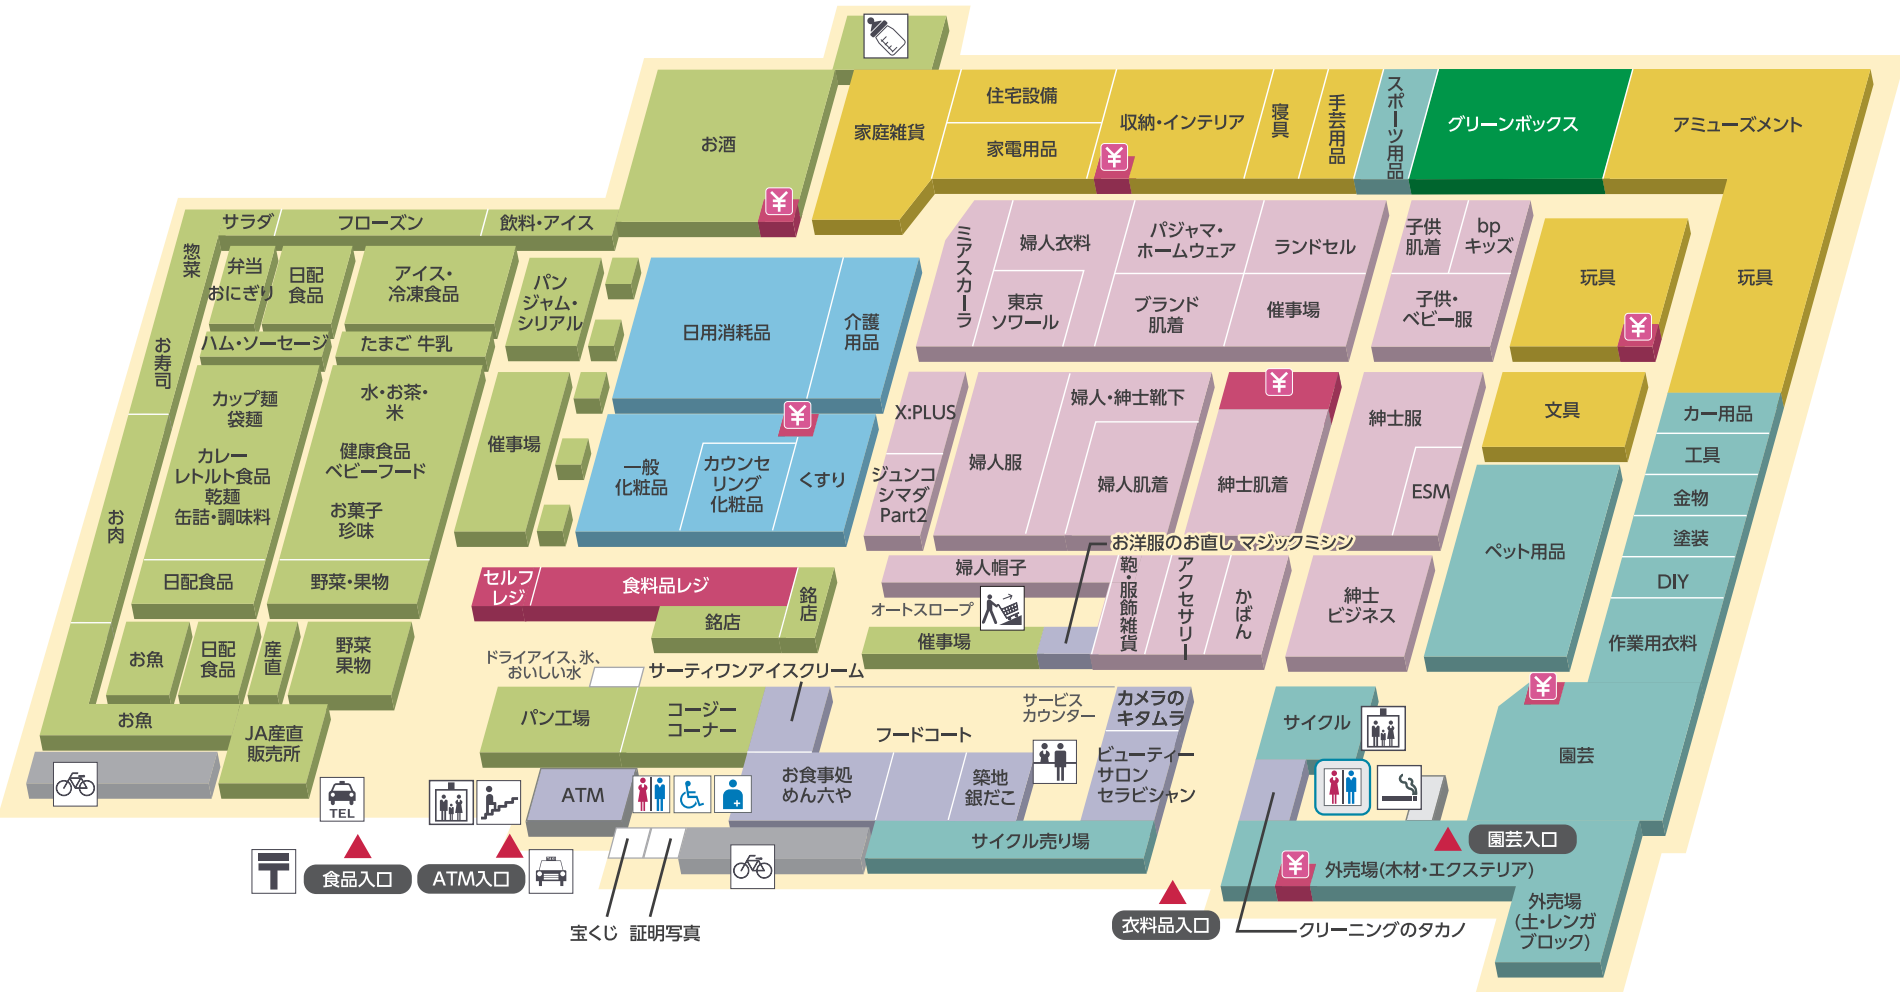 お酒
¥
家庭雑貨
住宅設備
家電用品
収納・インテリア
¥
寝具
手芸用品
スポーツ用品
グリーンボックス
アミューズメント
サラダ
フローズン
飲料・アイス
惣菜
お寿司
お肉
弁当
おにぎり
日配
食品
アイス・
冷凍食品
パン
ジャム・
シリアル
ハム・ソーセージ
たまご 牛乳
カップ麺
袋麺
カレー
レトルト食品
乾麺
缶詰・調味料
水・お茶・
米
健康食品
ベビーフード
お菓子
珍味
催事場
日配食品
野菜・果物
お魚
日配
食品
産
直
野菜
果物
お魚
JA産直
販売所
日用消耗品
介護
用品
¥
一般
化粧品
カウンセ
リング
化粧品
くすり
ミアスカーラ
婦人衣料
東京
ソワール
パジャマ・
ホームウェア
ブランド
肌着
ランドセル
催事場
子供
肌着
bp
キッズ
子供・
ベビー服
玩具
¥
玩具
X:PLUS
ジュンコ
シマダ
Part2
婦人服
婦人・紳士靴下
婦人肌着
¥
紳士肌着
紳士服
ESM
文具
カー用品
工具
金物
塗装
DIY
作業用衣料
ペット用品
セルフ
レジ
食料品レジ
銘店
銘店
婦人帽子
お洋服のお直し マジックミシン
鞄・服飾雑貨
アクセサリー
かばん
紳士
ビジネス
オートスロープ
催事場
ドライアイス、氷、
おいしい水
サーティワンアイスクリーム
パン工場
コージー
コーナー
フードコート
サービス
カウンター
カメラの
キタムラ
ビューティー
サロン
セラビシャン
お食事処
めん六や
築地
銀だこ
ATM
サイクル売り場
サイクル
¥
園芸
TEL
食品入口
ATM入口
TAXI
宝くじ
証明写真
衣料品入口
園芸入口
¥
外売場(木材・エクステリア)
外売場
(土・レンガ
ブロック)
クリーニングのタカノ